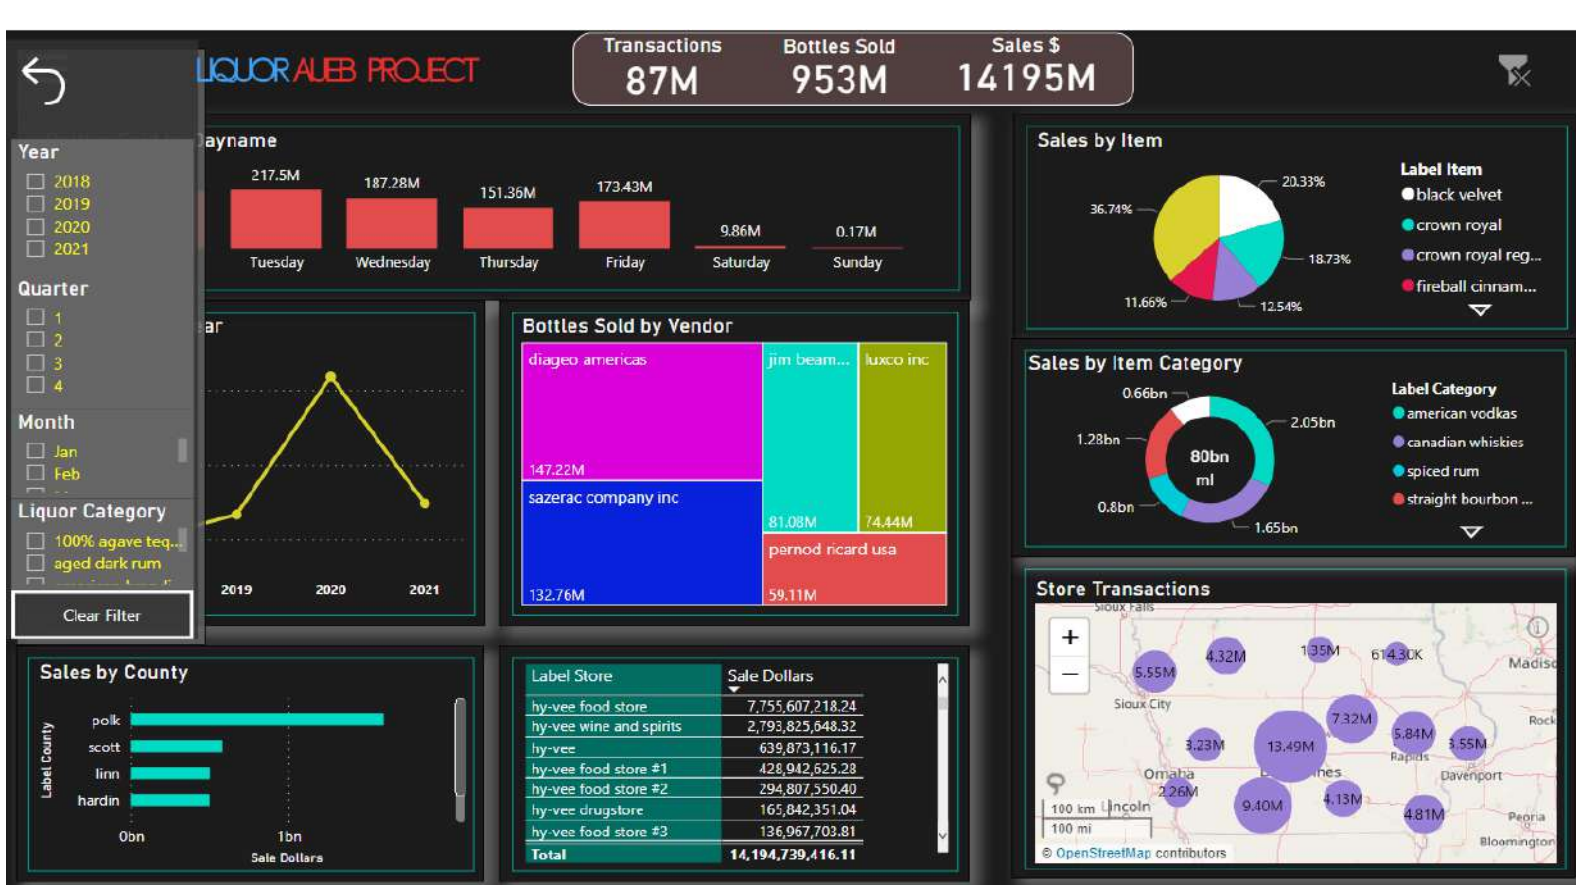 LIQUOR AUEB PROJECT
Transactions
87M
Bottles Sold
953M
Sales $
14195M
Year
2018
2019
2020
2021
Quarter
1
2
3
4
Month
Jan
Feb
Liquor Category
100% agave teq...
aged dark rum
Clear Filter
ayname
217.5M
187.28M
151.36M
173.43M
9.86M
0.17M
Tuesday
Wednesday
Thursday
Friday
Saturday
Sunday
ar
2019
2020
2021
Bottles Sold by Vendor
diageo americas
147.22M
sazerac company inc
132.76M
jim beam...
81.08M
luxco inc
74.44M
pernod ricard usa
59.11M
Sales by Item
20.33%
18.73%
12.54%
11.66%
36.74%
Label Item
black velvet
crown royal
crown royal reg...
fireball cinnam...
Sales by Item Category
0.66bn
2.05bn
1.28bn
80bn
ml
0.8bn
1.65bn
Label Category
american vodkas
canadian whiskies
spiced rum
straight bourbon ...
Sales by County
Label County
polk
scott
linn
hardin
0bn
1bn
Sale Dollars
Label Store Sale Dollars
hy-vee food store 7,755,607,218.24
hy-vee wine and spirits 2,793,825,648.32
hy-vee 639,873,116.17
hy-vee food store #1 428,942,625.28
hy-vee food store #2 294,807,550.40
hy-vee drugstore 165,842,351.04
hy-vee food store #3 136,967,703.81
Total 14,194,739,416.11
Store Transactions
Sioux Falls
+
−
5.55M
4.32M
1.35M
614.30K
Madiso
Sioux City
7.32M
5.84M
3.55M
Rock
3.23M
13.49M
Rapids
Omaha
nes
Davenport
2.26M
9.40M
4.13M
4.81M
100 km
Lincoln
Peoria
100 mi
Bloomington
© OpenStreetMap contributors